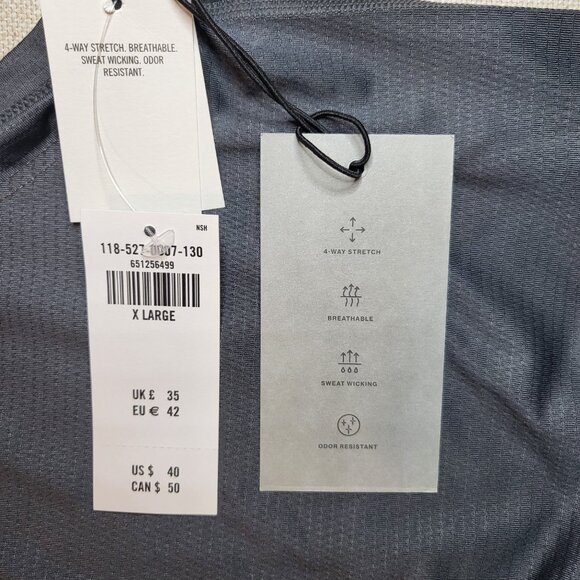 4-WAY STRETCH. BREATHABLE.
SWEAT WICKING. ODOR
RESISTANT.
NSH
118-527-0007-130
651256499
X LARGE
UK £ 35
EU € 42
US $ 40
CAN $ 50
4-WAY STRETCH
BREATHABLE
SWEAT WICKING
ODOR RESISTANT